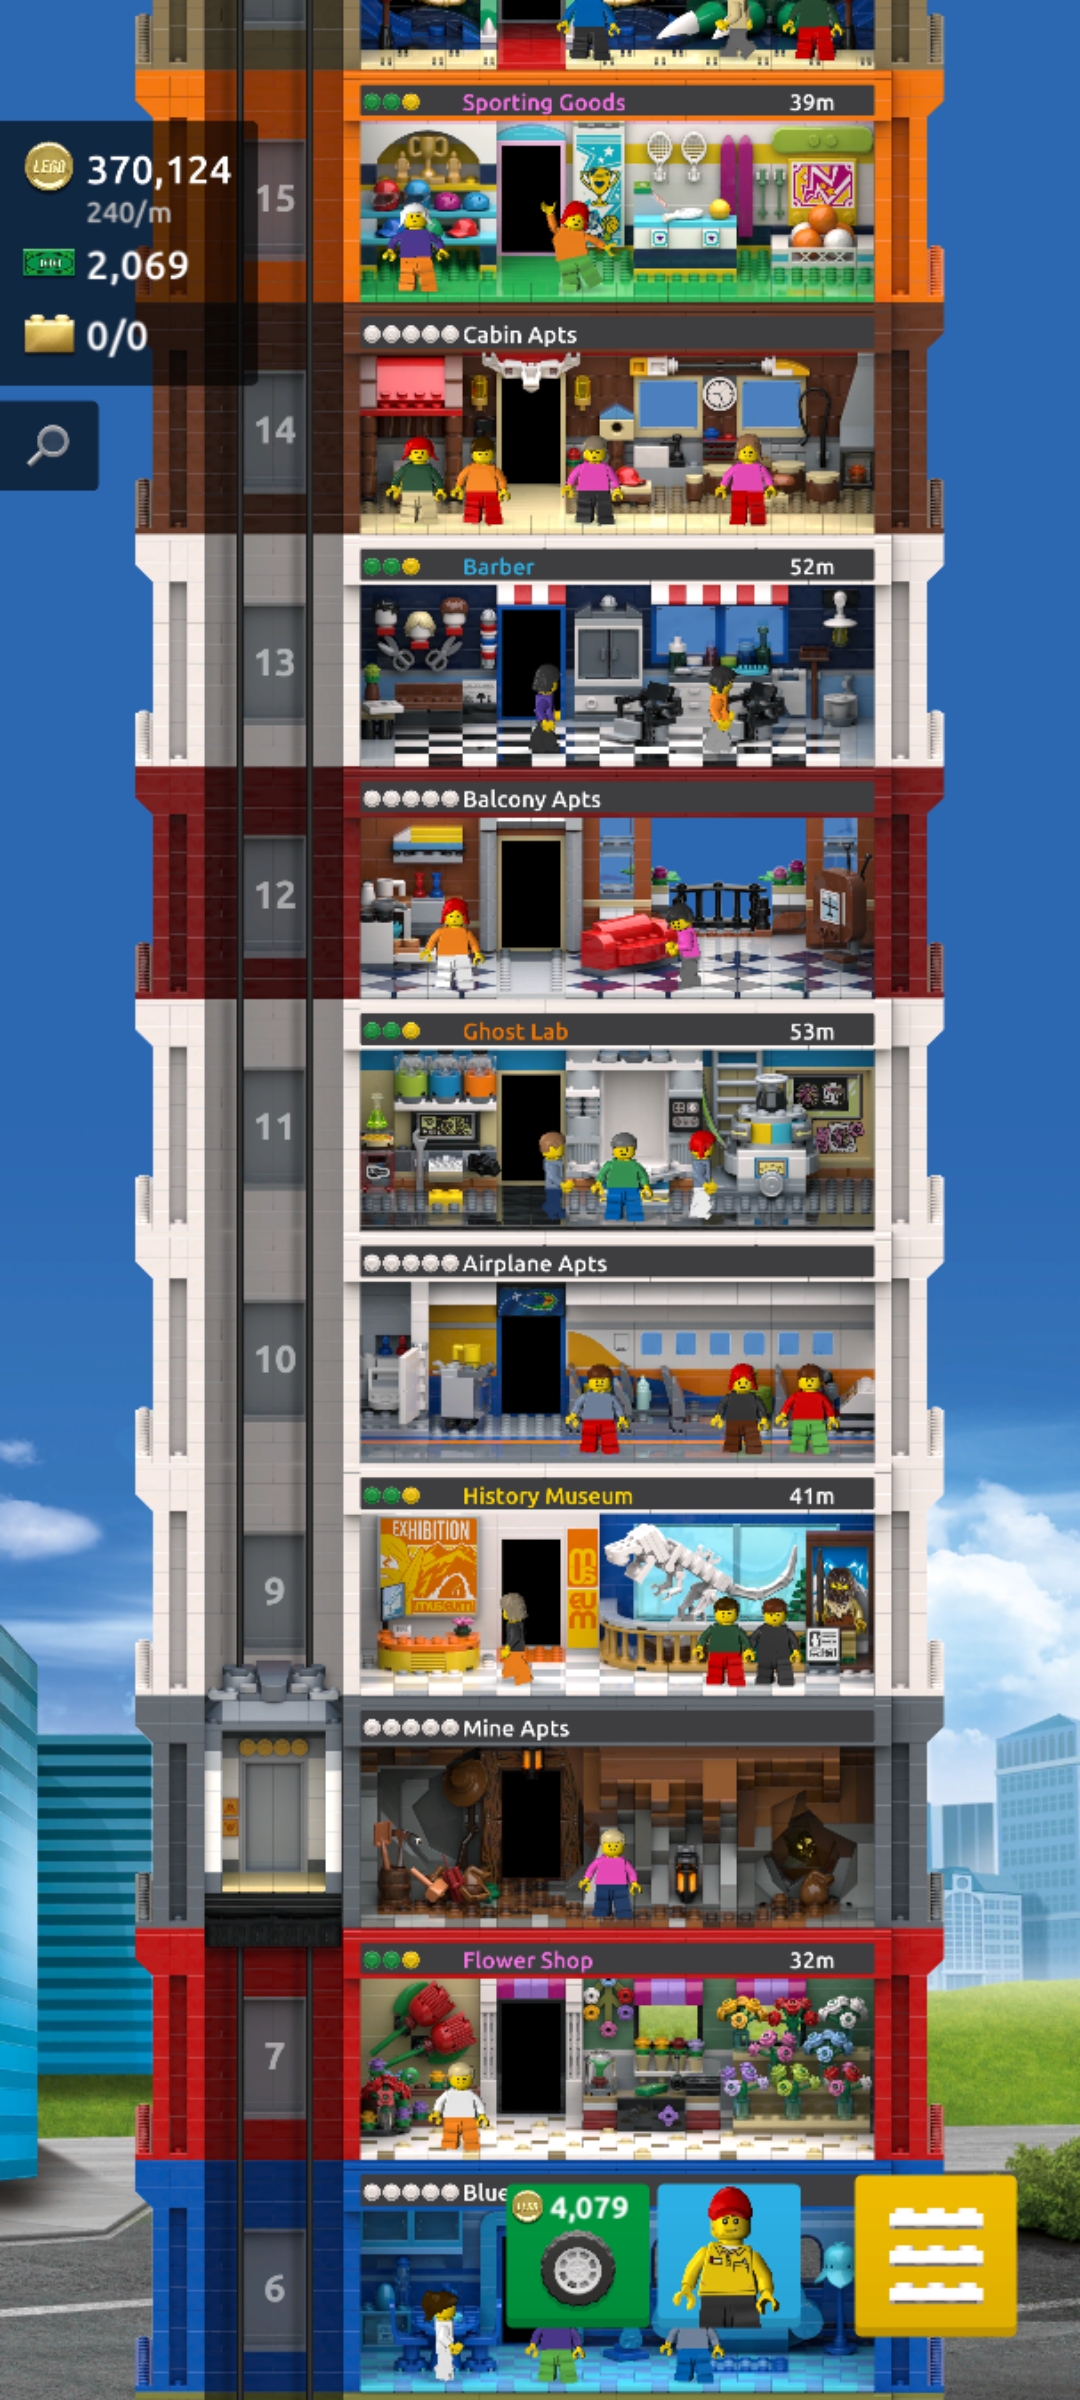 Sporting Goods 39m
LEGO 370,124
240/m
2,069
0/0
15
Cabin Apts
14
Barber 52m
13
Balcony Apts
12
Ghost Lab 53m
11
Airplane Apts
10
History Museum 41m
EXHIBITION
MUSEUM
MUSEUM
9
Mine Apts
Flower Shop 32m
7
Blue
4,079
6